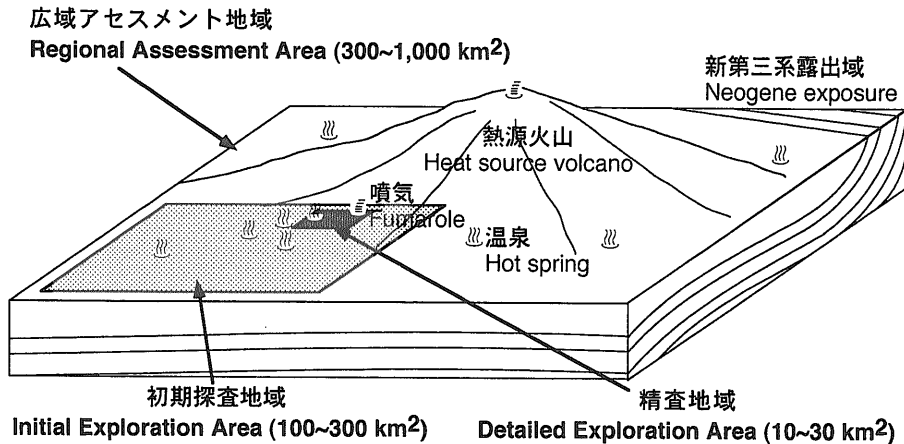 広域アセスメント地域
Regional Assessment Area (300~1,000 km2)
新第三系露出域
Neogene exposure
熱源火山
Heat source volcano
噴気
Fumarole
温泉
Hot spring
初期探査地域
Initial Exploration Area (100~300 km2)
精査地域
Detailed Exploration Area (10~30 km2)